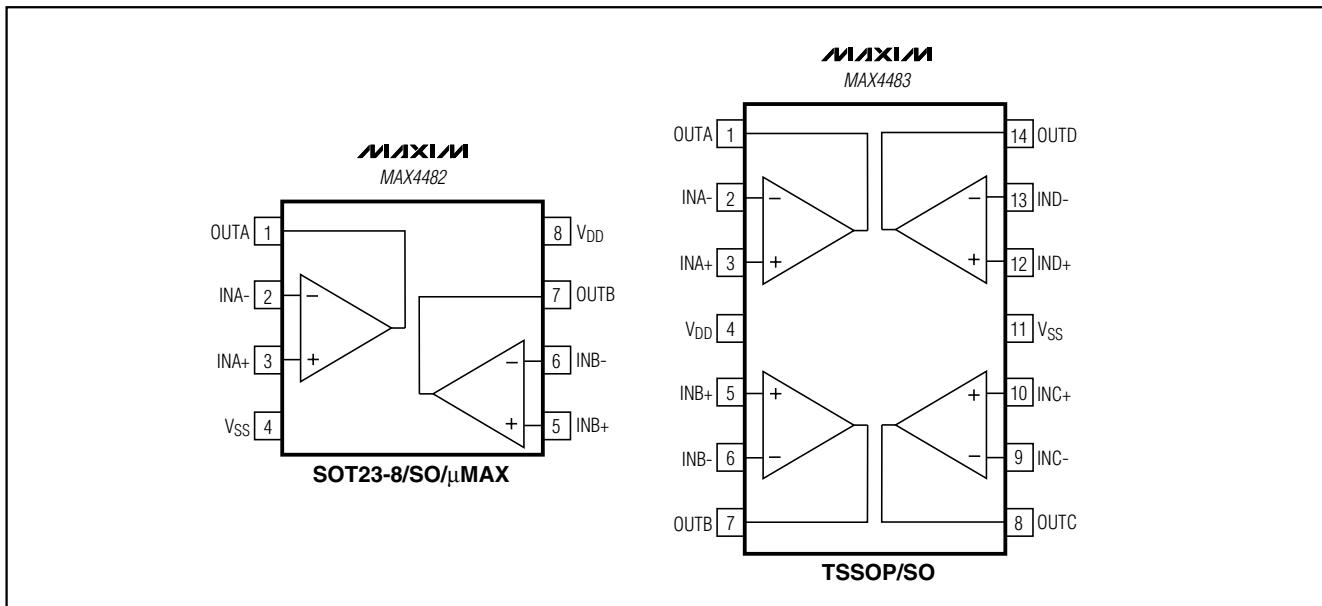 MAXIM
MAX4482
OUTA 1
8 VDD
INA- 2
−
7 OUTB
INA+ 3
+
−
6 INB-
VSS 4
+
5 INB+
SOT23-8/SO/µMAX
MAXIM
MAX4483
OUTA 1
14 OUTD
INA- 2
−
−
13 IND-
INA+ 3
+
+
12 IND+
VDD 4
11 VSS
INB+ 5
+
+
10 INC+
INB- 6
−
−
9 INC-
OUTB 7
8 OUTC
TSSOP/SO